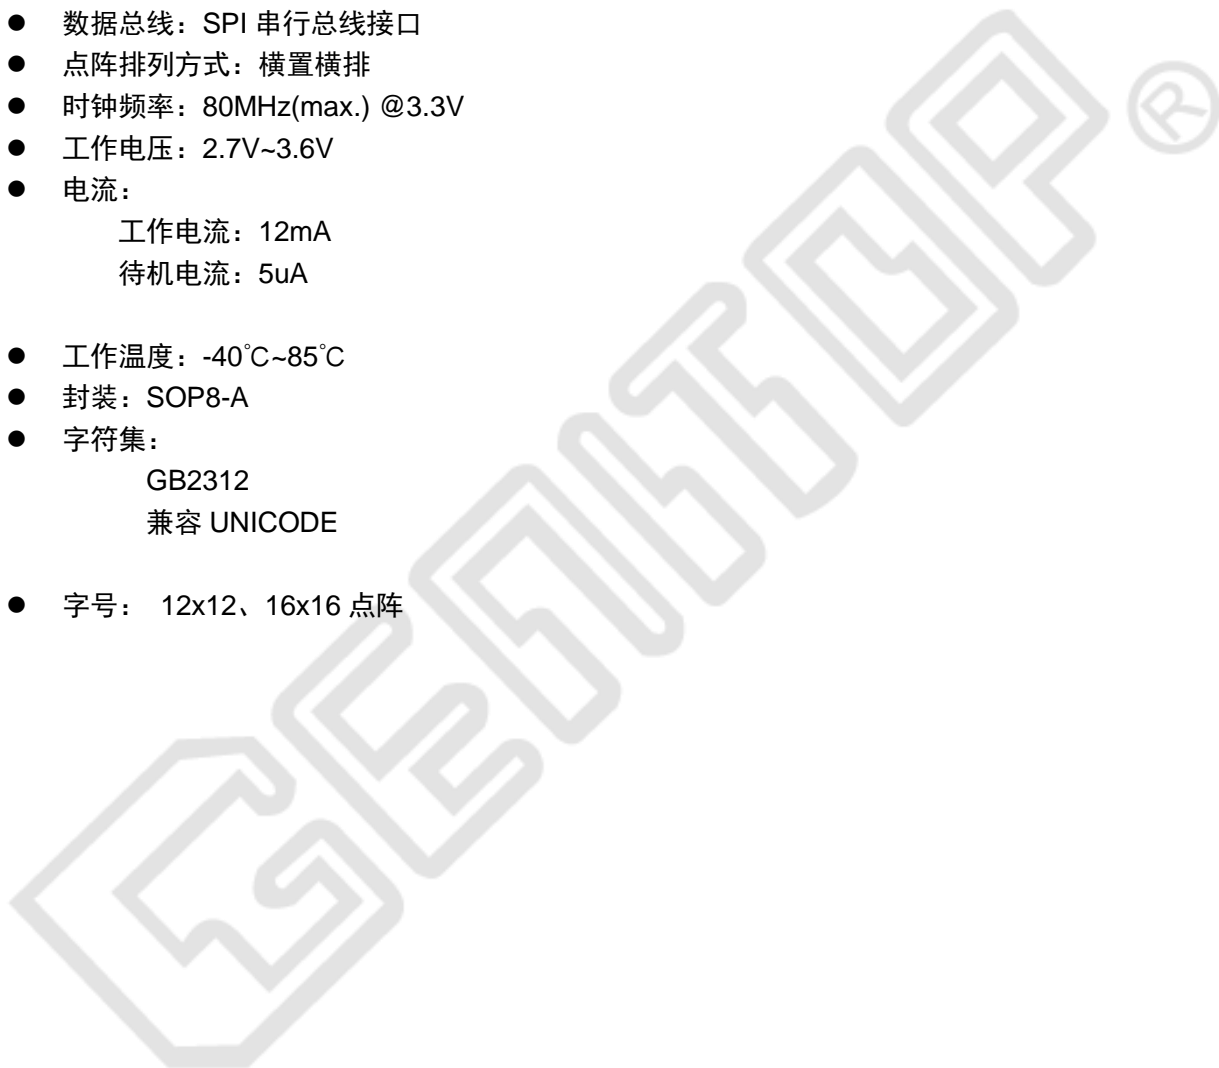 ● 数据总线：SPI 串行总线接口
● 点阵排列方式：横置横排
● 时钟频率：80MHz(max.) @3.3V
● 工作电压：2.7V~3.6V
● 电流：
工作电流：12mA
待机电流：5uA
● 工作温度：-40℃~85℃
● 封装：SOP8-A
● 字符集：
GB2312
兼容 UNICODE
● 字号： 12x12、16x16 点阵
GENITOP®